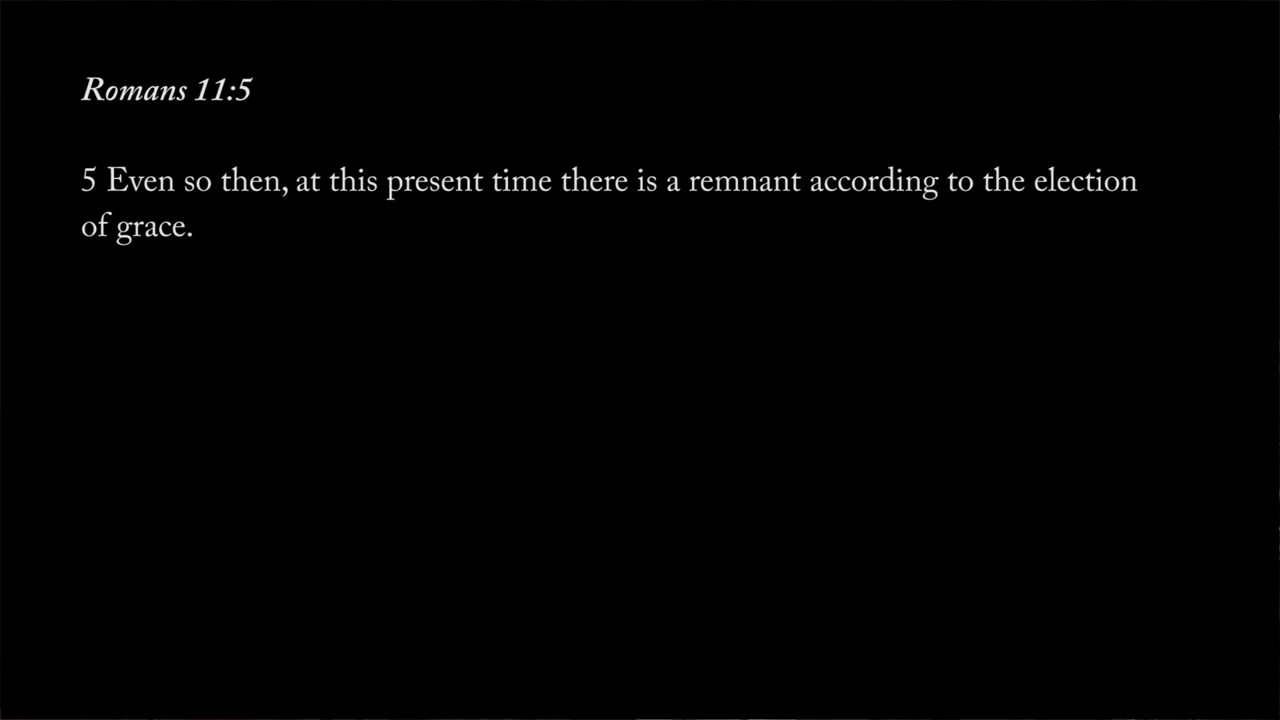 Romans 11:5
5 Even so then, at this present time there is a remnant according to the election
of grace.